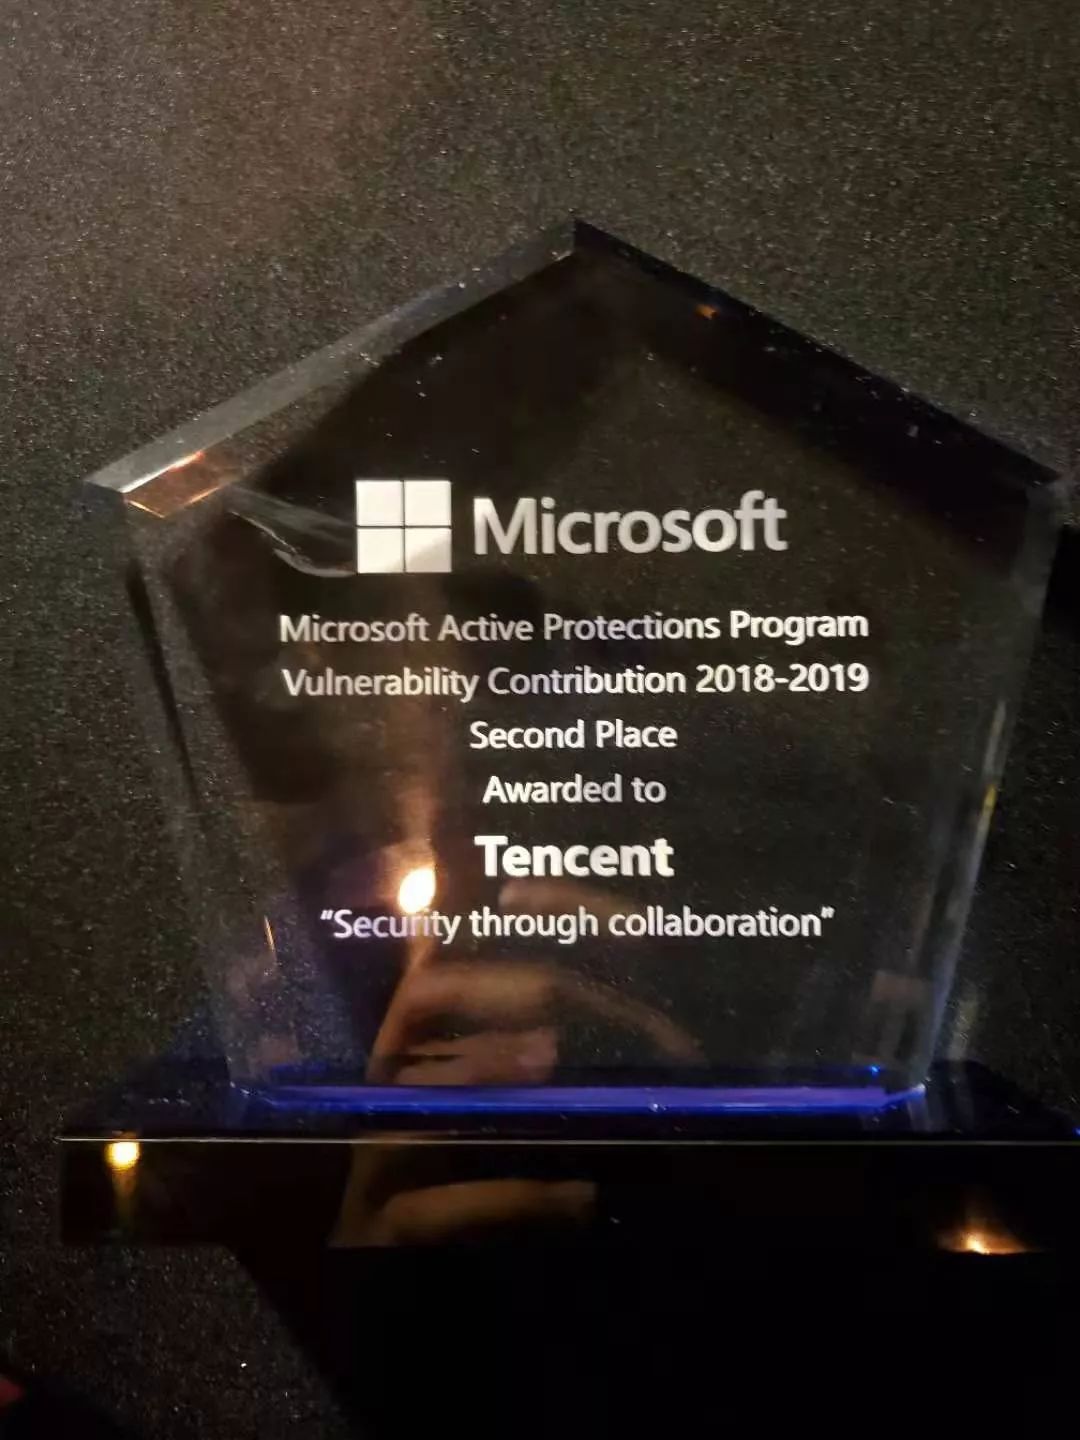 Microsoft
Microsoft Active Protections Program
Vulnerability Contribution 2018-2019
Second Place
Awarded to
Tencent
“Security through collaboration”